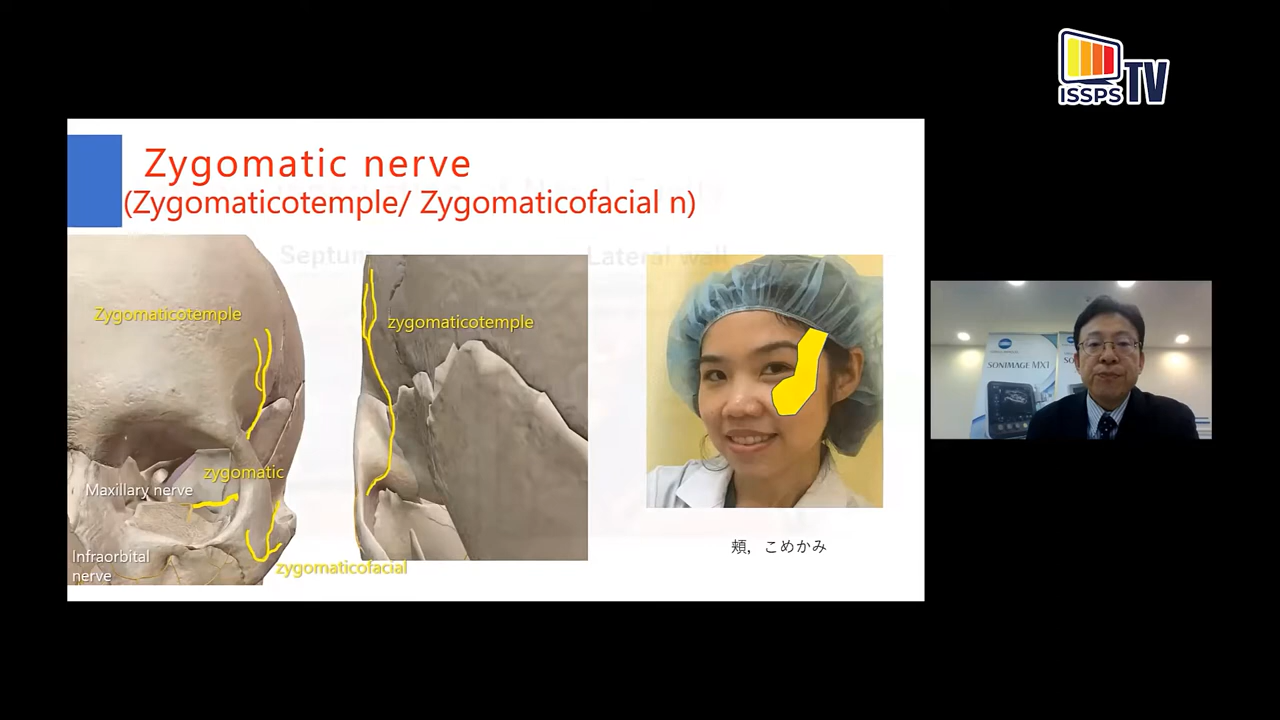 ISSPS TV
Zygomatic nerve
(Zygomaticotemple/ Zygomaticofacial n)
Septum
Lateral wall
Zygomaticotemple
zygomaticotemple
zygomatic
Maxillary nerve
Infraorbital
nerve
zygomaticofacial
頬，こめかみ
SONIMAGE MX1
SO